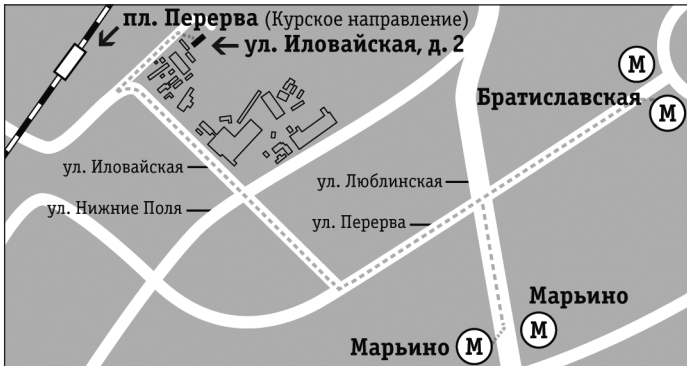 пл. Перерва (Курское направление)
ул. Иловайская, д. 2
М
Братиславская
М
ул. Иловайская
ул. Люблинская
ул. Нижние Поля
ул. Перерва
Марьино
М
Марьино
М